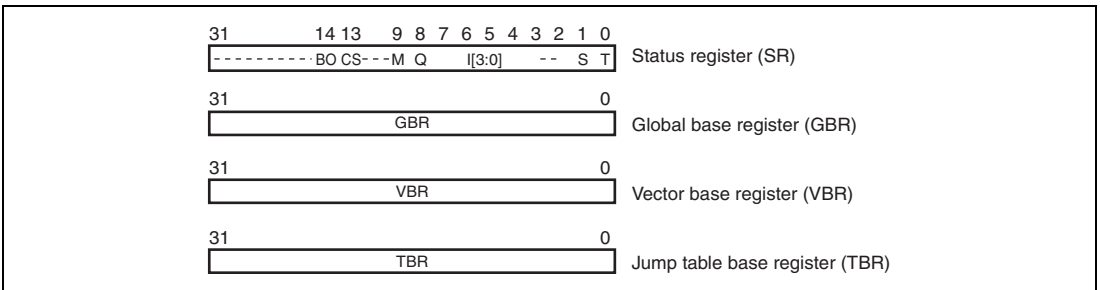 31 14 13 9 8 7 6 5 4 3 2 1 0
----------BO CS---M Q I[3:0] -- S T Status register (SR)
31 0
GBR Global base register (GBR)
31 0
VBR Vector base register (VBR)
31 0
TBR Jump table base register (TBR)